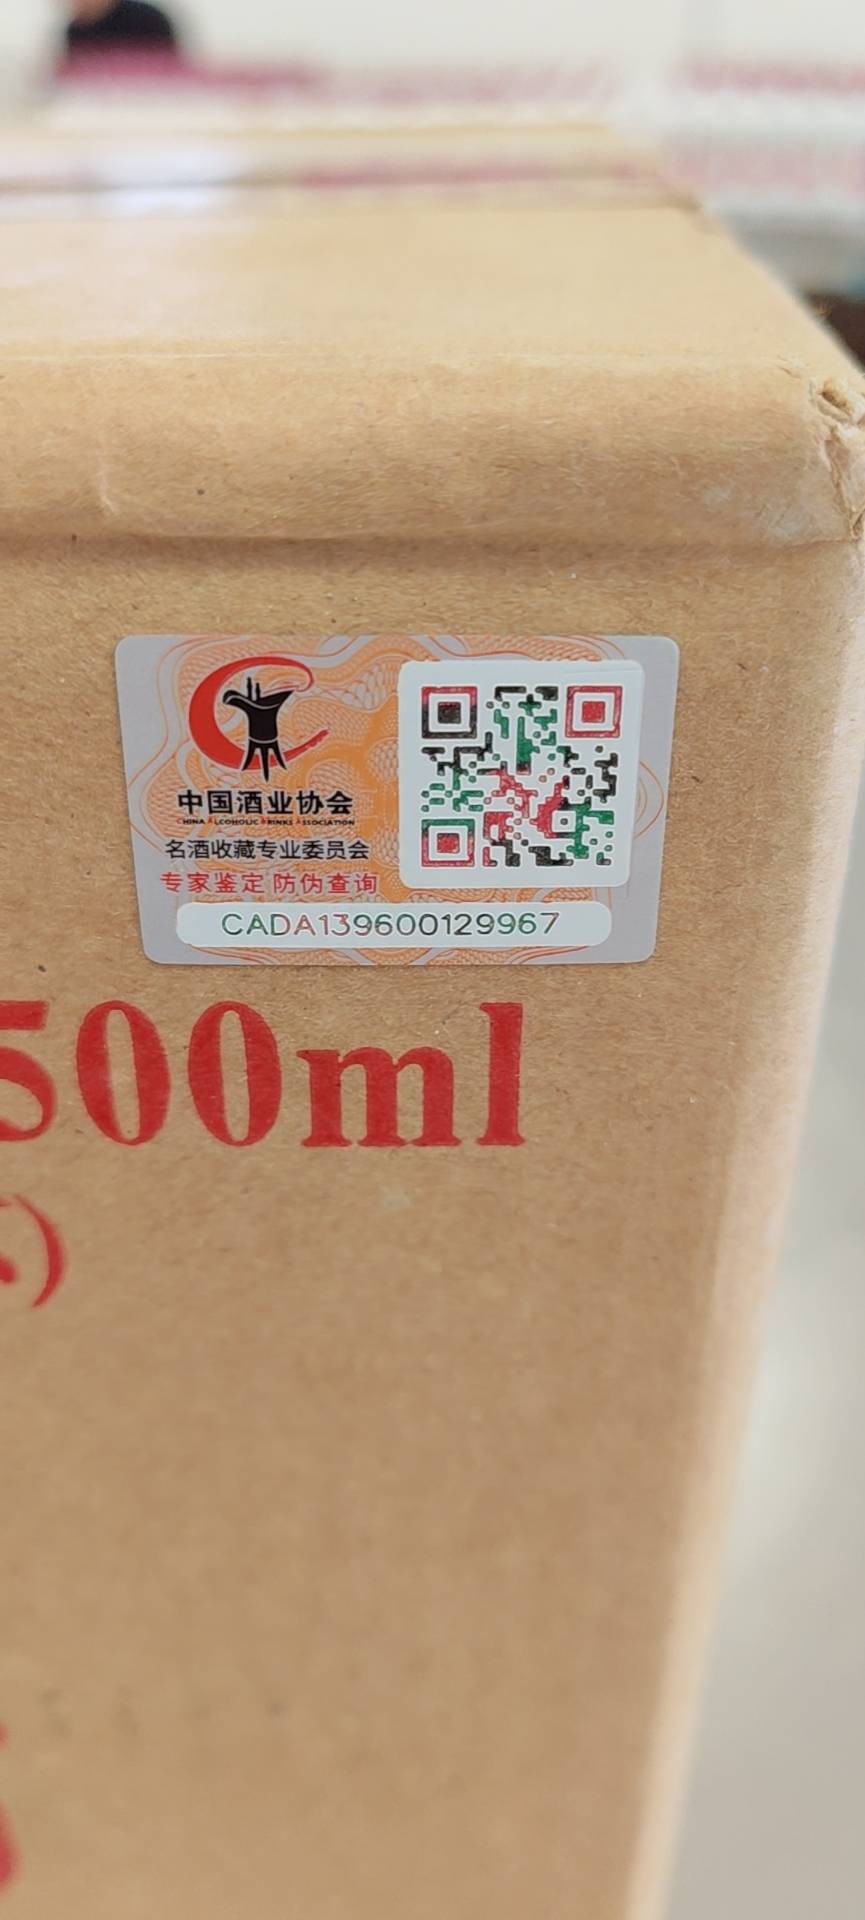 中国酒业协会
CHINA ALCOHOLIC DRINKS ASSOCIATION
名酒收藏专业委员会
专家鉴定 防伪查询
CADA139600129967
500ml
)